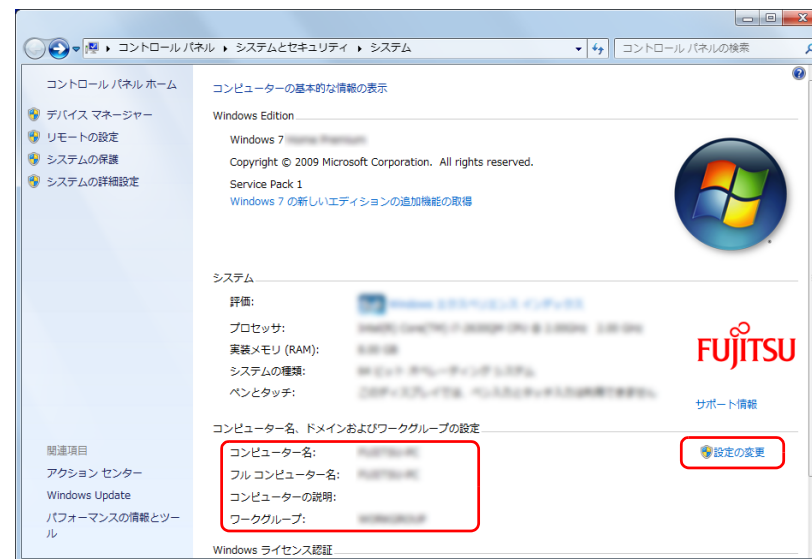 コントロール パネル ▸ システムとセキュリティ ▸ システム
コントロール パネルの検索
コントロール パネル ホーム
デバイス マネージャー
リモートの設定
システムの保護
システムの詳細設定
関連項目
アクション センター
Windows Update
パフォーマンスの情報とツー
ル
コンピューターの基本的な情報の表示
Windows Edition
Windows 7
Copyright © 2009 Microsoft Corporation. All rights reserved.
Service Pack 1
Windows 7 の新しいエディションの追加機能の取得
システム
評価:
プロセッサ:
実装メモリ (RAM):
システムの種類:
ペンとタッチ:
FUJITSU
サポート情報
コンピューター名、ドメインおよびワークグループの設定
コンピューター名:
フル コンピューター名:
コンピューターの説明:
ワークグループ:
設定の変更
Windows ライセンス認証